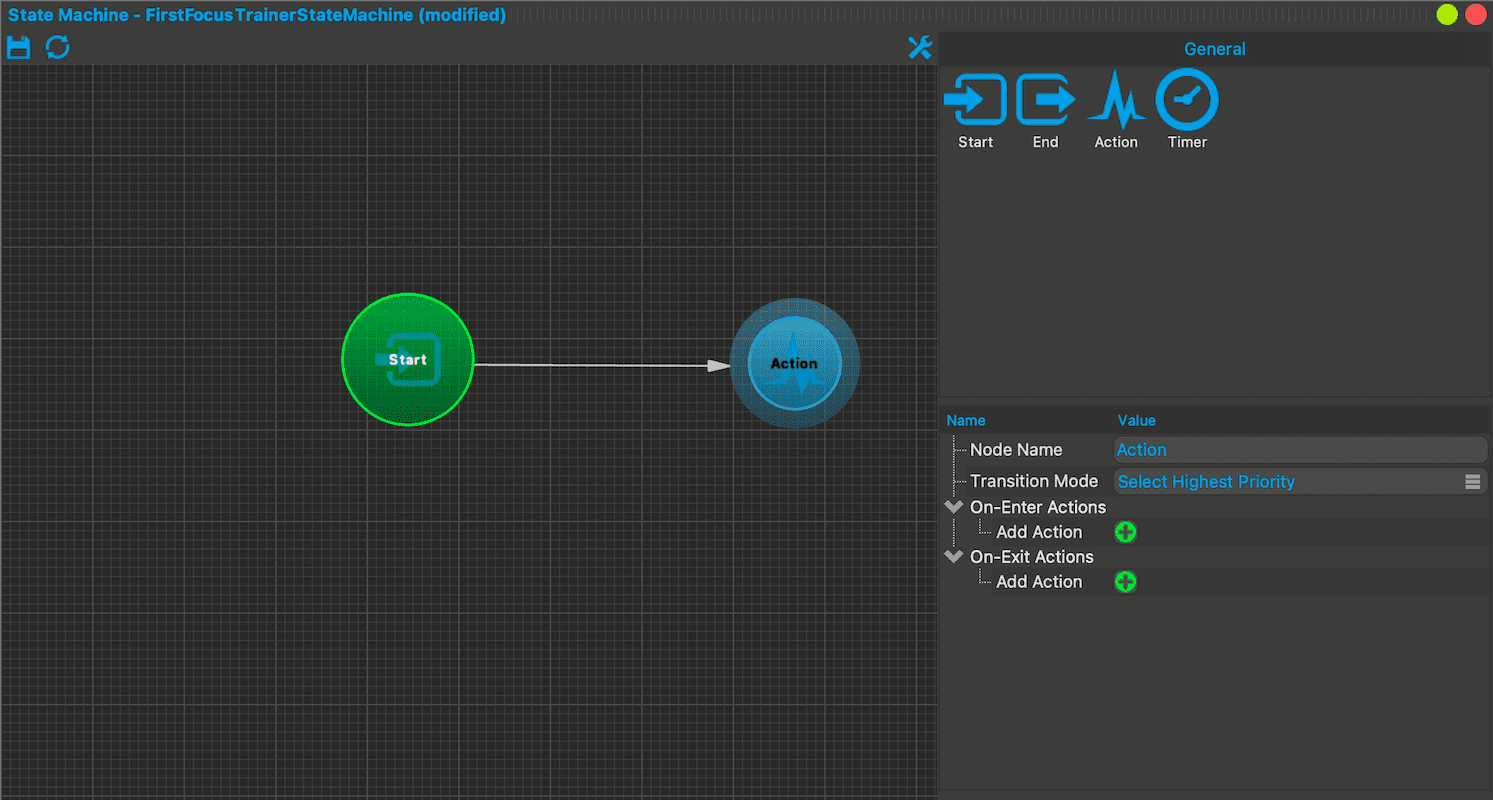 State Machine - FirstFocusTrainerStateMachine (modified)
General
Start End Action Timer
Start
Action
Name Value
Node Name Action
Transition Mode Select Highest Priority
On-Enter Actions
Add Action
On-Exit Actions
Add Action